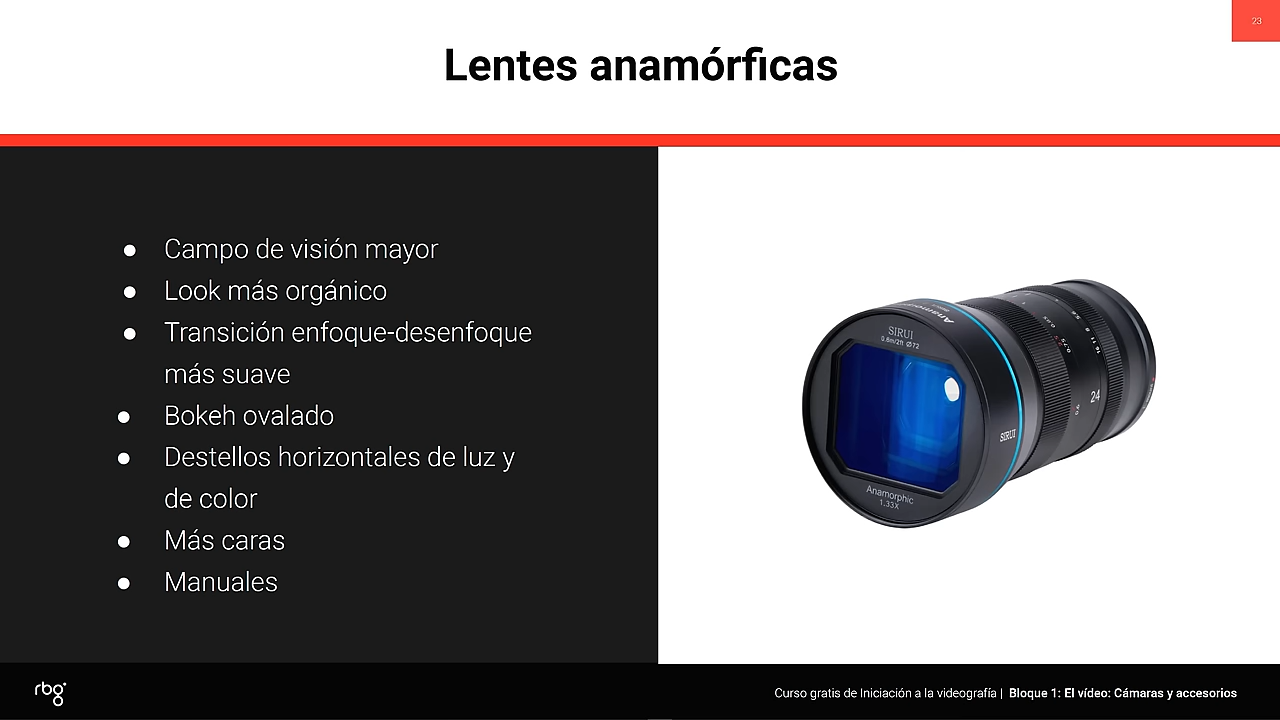 23
Lentes anamórficas
● Campo de visión mayor
● Look más orgánico
● Transición enfoque-desenfoque
más suave
● Bokeh ovalado
● Destellos horizontales de luz y
de color
● Más caras
● Manuales
SIRUI
0.6m/2ft Ø72
Anamorphic
1.33X
SIRUI
24
rbg
Curso gratis de Iniciación a la videografía | Bloque 1: El vídeo: Cámaras y accesorios